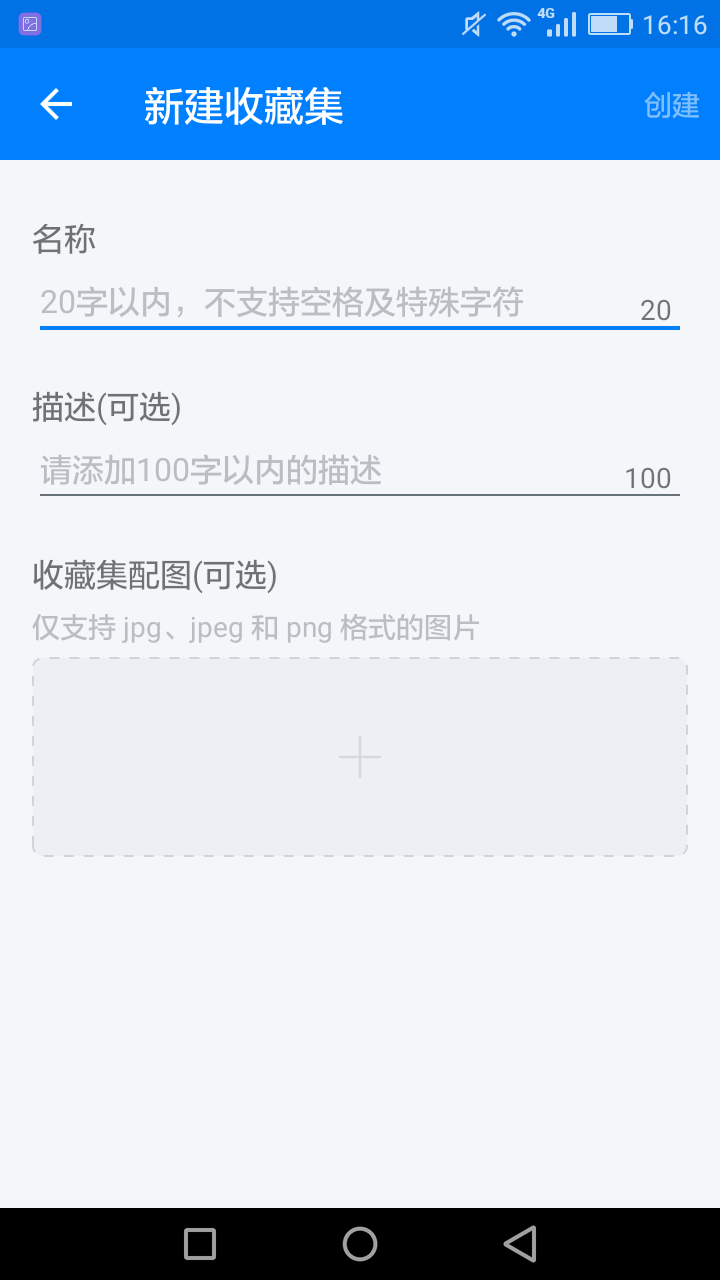 4G 16:16
新建收藏集 创建
名称
20字以内，不支持空格及特殊字符 20
描述(可选)
请添加100字以内的描述 100
收藏集配图(可选)
仅支持 jpg、jpeg 和 png 格式的图片